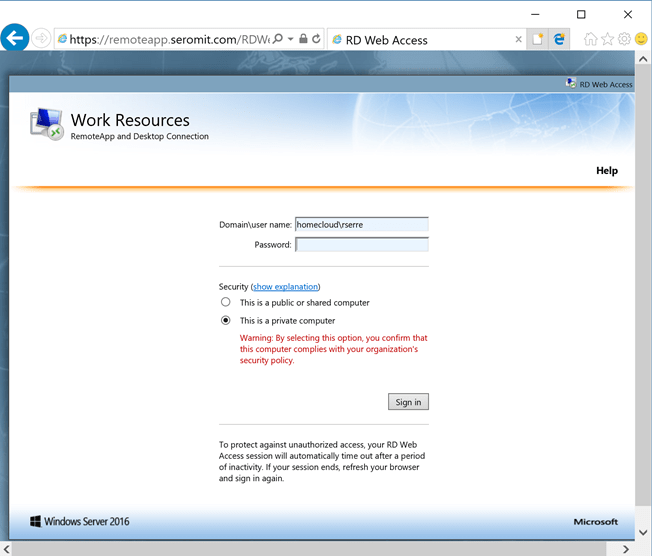 https://remoteapp.seromit.com/RDWe
RD Web Access
RD Web Access
Work Resources
RemoteApp and Desktop Connection
Help
Domain\user name: homecloud\rserre
Password:
Security (show explanation)
This is a public or shared computer
This is a private computer
Warning: By selecting this option, you confirm that
this computer complies with your organization's
security policy.
Sign in
To protect against unauthorized access, your RD Web
Access session will automatically time out after a period
of inactivity. If your session ends, refresh your browser
and sign in again.
Windows Server 2016
Microsoft